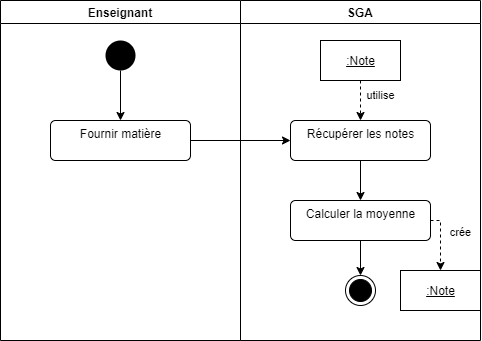 Enseignant
SGA
:Note
utilise
Fournir matière
Récupérer les notes
Calculer la moyenne
crée
:Note